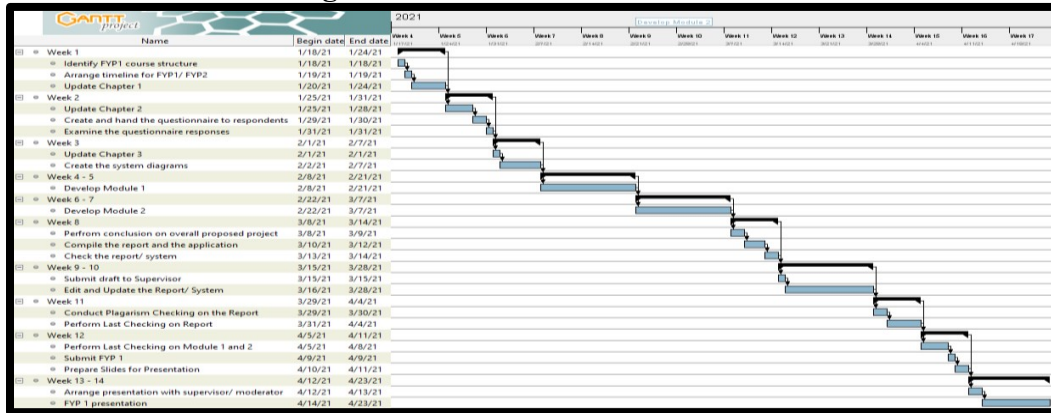 GANTT
project
2021
Develop Module 2
Name Begin date End date
Week 4 Week 5 Week 6 Week 7 Week 8 Week 9 Week 10 Week 11 Week 12 Week 13 Week 14 Week 15 Week 16 Week 17
Week 1 1/18/21 1/24/21
Identify FYP1 course structure 1/18/21 1/18/21
Arrange timeline for FYP1/ FYP2 1/19/21 1/19/21
Update Chapter 1 1/20/21 1/24/21
Week 2 1/25/21 1/31/21
Update Chapter 2 1/25/21 1/28/21
Create and hand the questionnaire to respondents 1/29/21 1/30/21
Examine the questionnaire responses 1/31/21 1/31/21
Week 3 2/1/21 2/7/21
Update Chapter 3 2/1/21 2/1/21
Create the system diagrams 2/2/21 2/7/21
Week 4 - 5 2/8/21 2/21/21
Develop Module 1 2/8/21 2/21/21
Week 6 - 7 2/22/21 3/7/21
Develop Module 2 2/22/21 3/7/21
Week 8 3/8/21 3/14/21
Perfrom conclusion on overall proposed project 3/8/21 3/9/21
Compile the report and the application 3/10/21 3/12/21
Check the report/ system 3/13/21 3/14/21
Week 9 - 10 3/15/21 3/28/21
Submit draft to Supervisor 3/15/21 3/15/21
Edit and Update the Report/ System 3/16/21 3/28/21
Week 11 3/29/21 4/4/21
Conduct Plagarism Checking on the Report 3/29/21 3/30/21
Perform Last Checking on Report 3/31/21 4/4/21
Week 12 4/5/21 4/11/21
Perform Last Checking on Module 1 and 2 4/5/21 4/8/21
Submit FYP 1 4/9/21 4/9/21
Prepare Slides for Presentation 4/10/21 4/11/21
Week 13 - 14 4/12/21 4/23/21
Arrange presentation with supervisor/ moderator 4/12/21 4/13/21
FYP 1 presentation 4/14/21 4/23/21